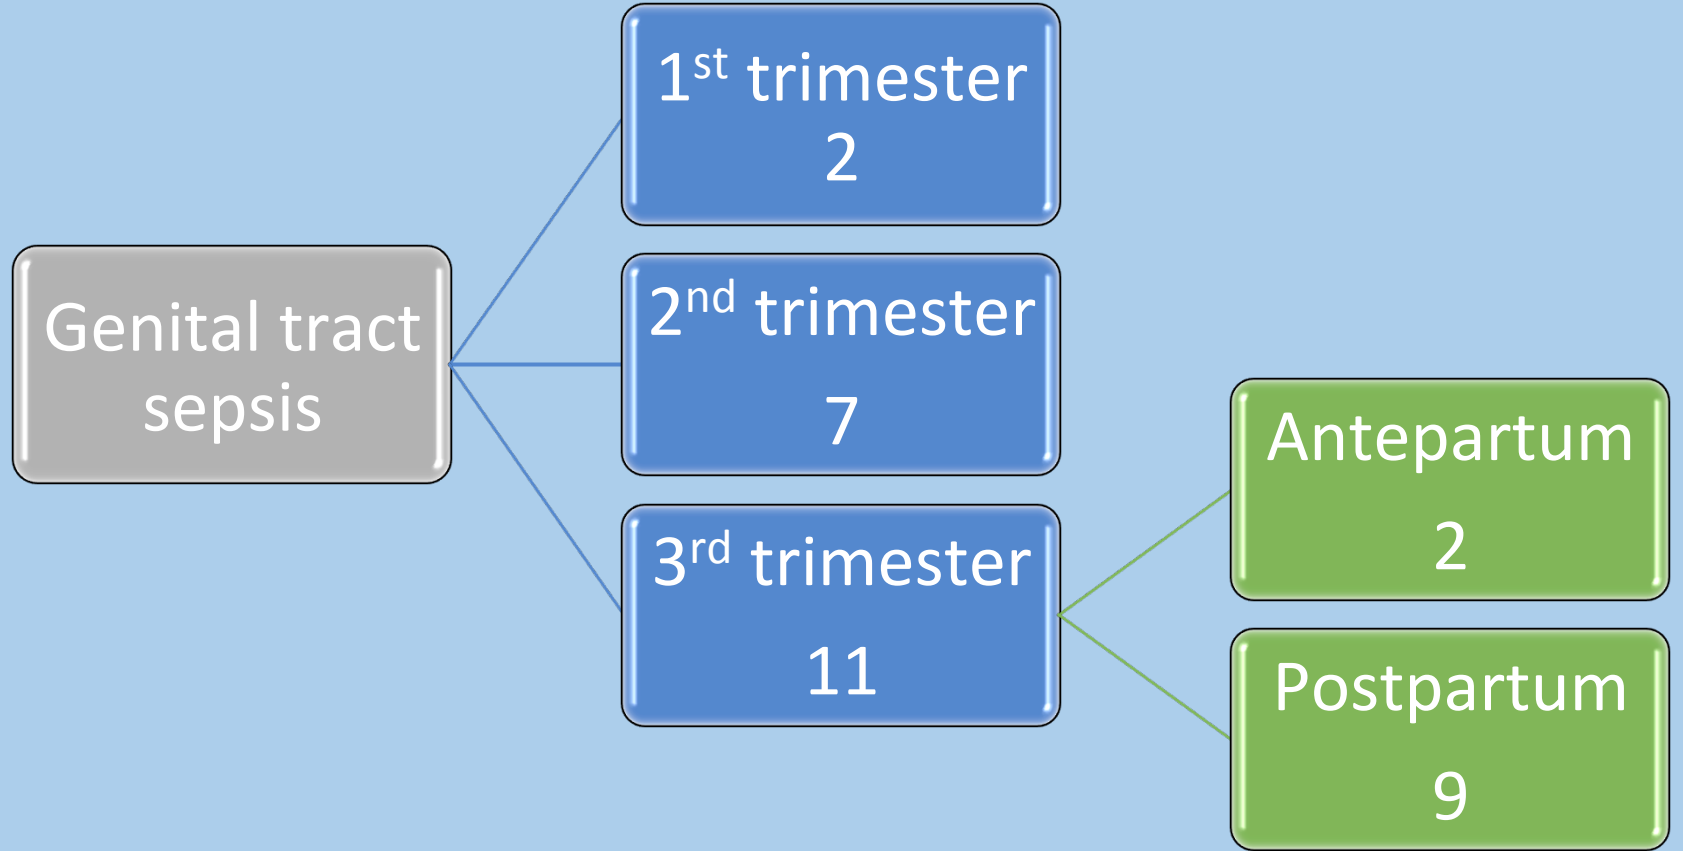 Genital tract
sepsis
1st trimester
2
2nd trimester
7
3rd trimester
11
Antepartum
2
Postpartum
9